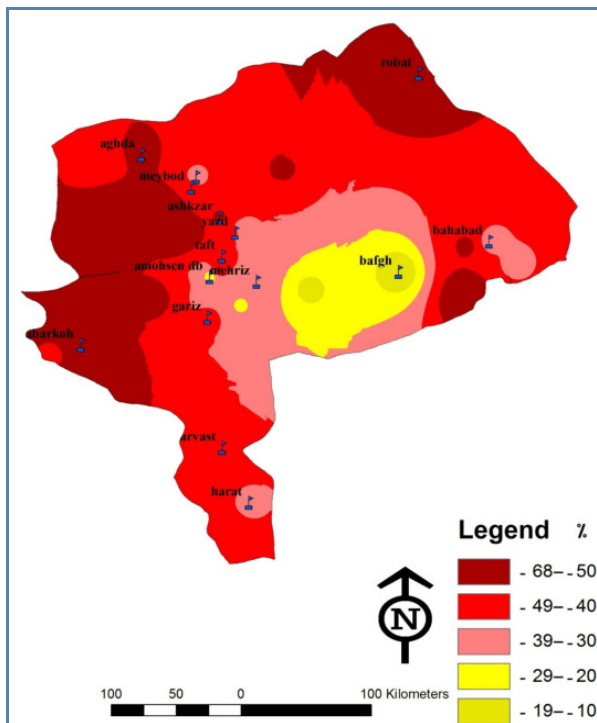 robat
aghda
meybod
ashkzar
yazd
taft
bahabad
amohsen db
mehriz
bafgh
gariz
abarkoh
arvast
harat
Legend %
- 68 – - 50
- 49 – - 40
- 39 – - 30
- 29 – - 20
- 19 – - 10
N
100 50 0 100 Kilometers